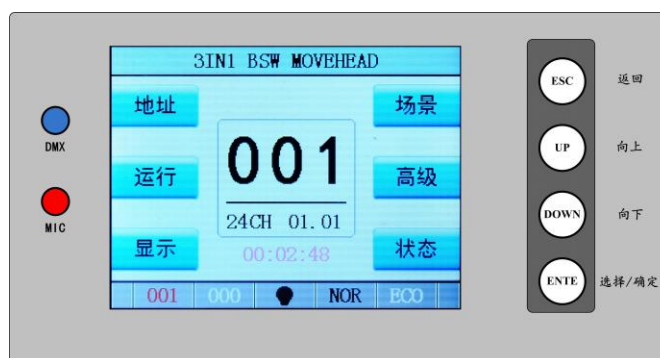 3IN1 BSW MOVEHEAD
地址
场景
001
运行
高级
24CH 01.01
显示
00:02:48
状态
001 000 NOR ECO
DMX
MIC
ESC 返回
UP 向上
DOWN 向下
ENTE 选择/确定